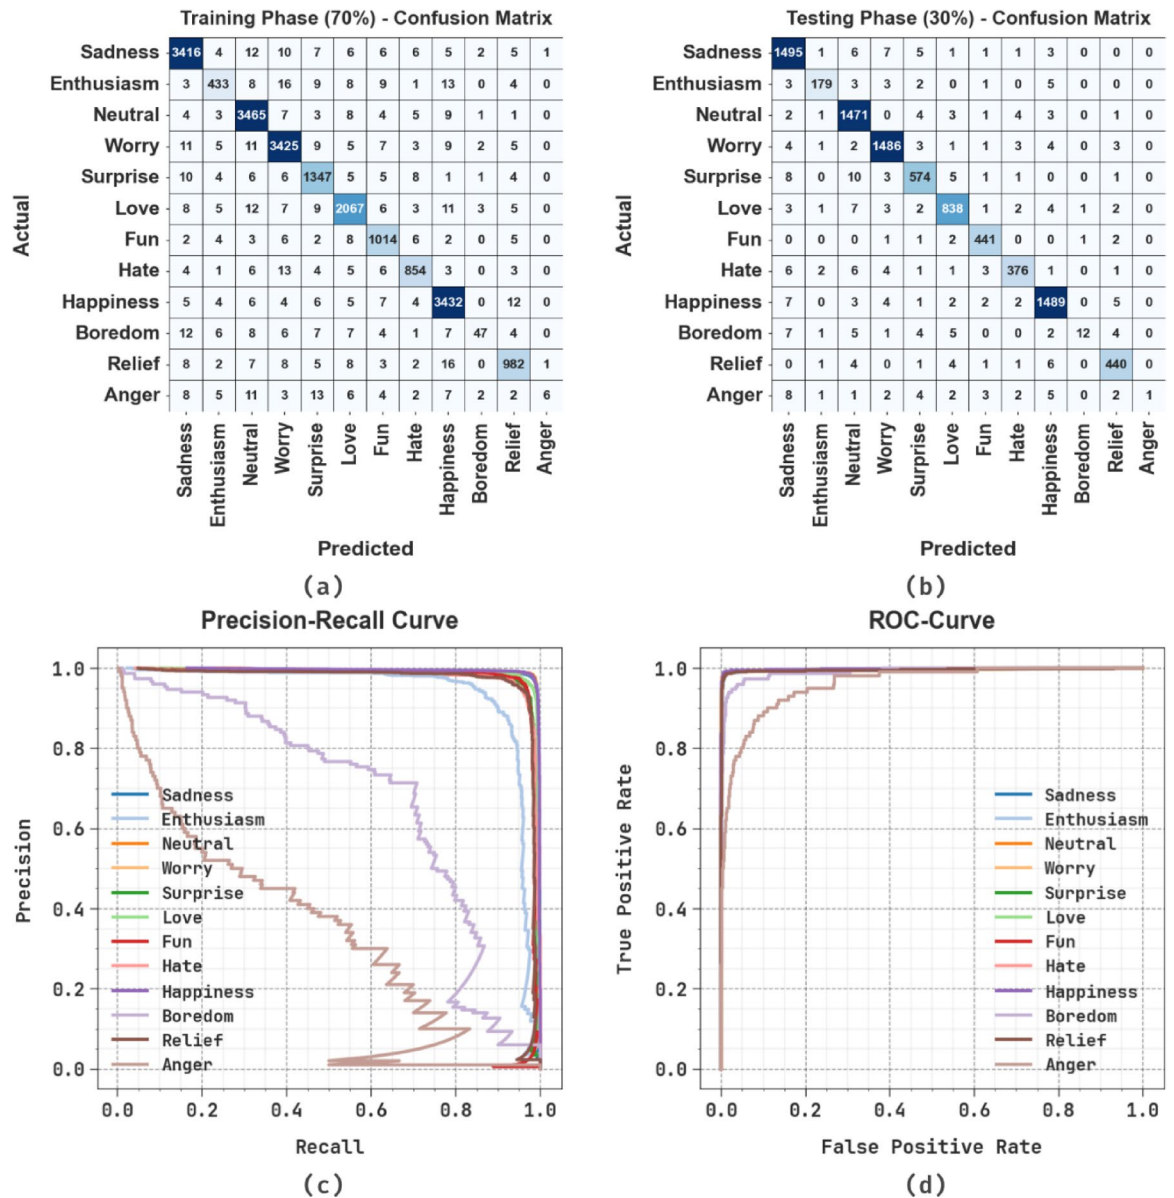 Training Phase (70%) - Confusion Matrix
Sadness 3416 4 12 10 7 6 6 6 5 2 5 1
Enthusiasm 3 433 8 16 9 8 9 1 13 0 4 0
Neutral 4 3 3465 7 3 8 4 5 9 1 1 0
Worry 11 5 11 3425 9 5 7 3 9 2 5 0
Surprise 10 4 6 6 1347 5 5 8 1 1 4 0
Love 8 5 12 7 9 2067 6 3 11 3 5 0
Fun 2 4 3 6 2 8 1014 6 2 0 5 0
Hate 4 1 6 13 4 5 6 854 3 0 3 0
Happiness 5 4 6 4 6 5 7 4 3432 0 12 0
Boredom 12 6 8 6 7 7 4 1 7 47 4 0
Relief 8 2 7 8 5 8 3 2 16 0 982 1
Anger 8 5 11 3 13 6 4 2 7 2 2 6
Actual
Sadness Enthusiasm Neutral Worry Surprise Love Fun Hate Happiness Boredom Relief Anger
Predicted
(a)
Testing Phase (30%) - Confusion Matrix
Sadness 1495 1 6 7 5 1 1 1 3 0 0 0
Enthusiasm 3 179 3 3 2 0 1 0 5 0 0 0
Neutral 2 1 1471 0 4 3 1 4 3 0 1 0
Worry 4 1 2 1486 3 1 1 3 4 0 3 0
Surprise 8 0 10 3 574 5 1 1 0 0 1 0
Love 3 1 7 3 2 838 1 2 4 1 2 0
Fun 0 0 0 1 1 2 441 0 0 1 2 0
Hate 6 2 6 4 1 1 3 376 1 0 1 0
Happiness 7 0 3 4 1 2 2 2 1489 0 5 0
Boredom 7 1 5 1 4 5 0 0 2 12 4 0
Relief 0 1 4 0 1 4 1 1 6 0 440 0
Anger 8 1 1 2 4 2 3 2 5 0 2 1
Actual
Sadness Enthusiasm Neutral Worry Surprise Love Fun Hate Happiness Boredom Relief Anger
Predicted
(b)
Precision-Recall Curve
Precision
1.0
0.8
0.6
0.4
0.2
0.0
Sadness
Enthusiasm
Neutral
Worry
Surprise
Love
Fun
Hate
Happiness
Boredom
Relief
Anger
0.0 0.2 0.4 0.6 0.8 1.0
Recall
(c)
ROC-Curve
True Positive Rate
1.0
0.8
0.6
0.4
0.2
0.0
Sadness
Enthusiasm
Neutral
Worry
Surprise
Love
Fun
Hate
Happiness
Boredom
Relief
Anger
0.0 0.2 0.4 0.6 0.8 1.0
False Positive Rate
(d)